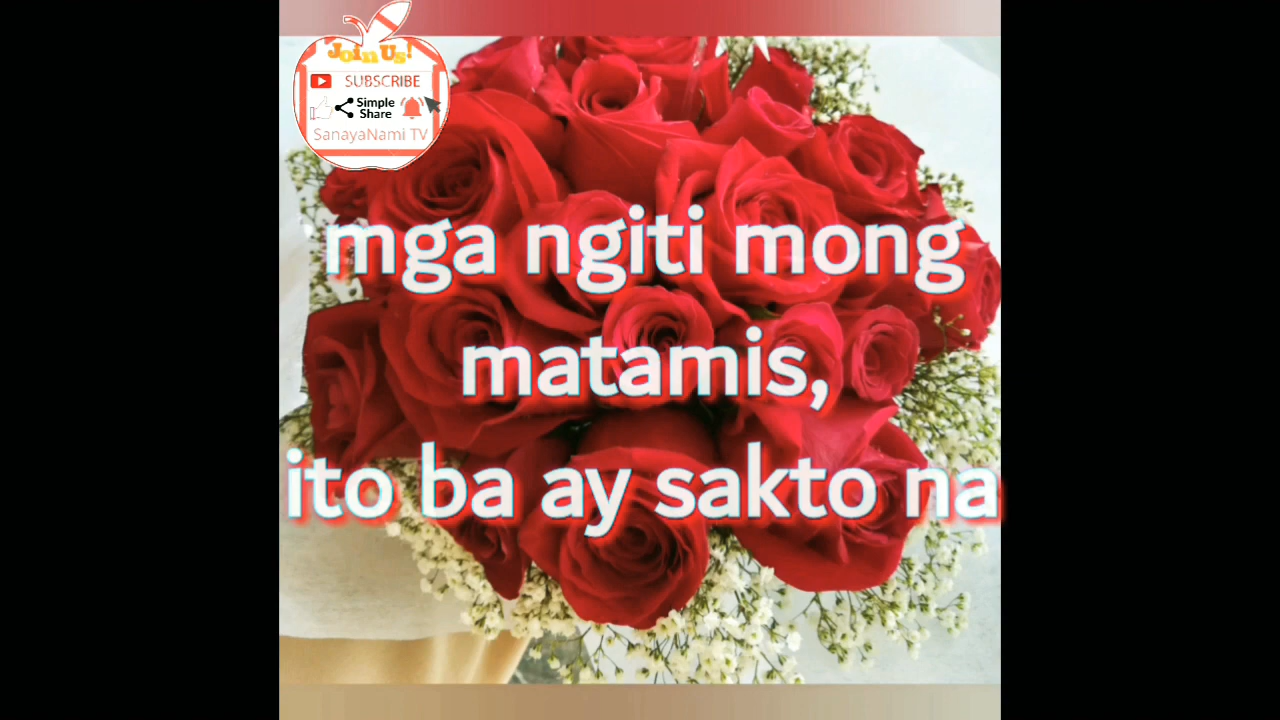 Join Us!
SUBSCRIBE
Simple
Share
SanayaNami TV
mga ngiti mong
matamis,
ito ba ay sakto na